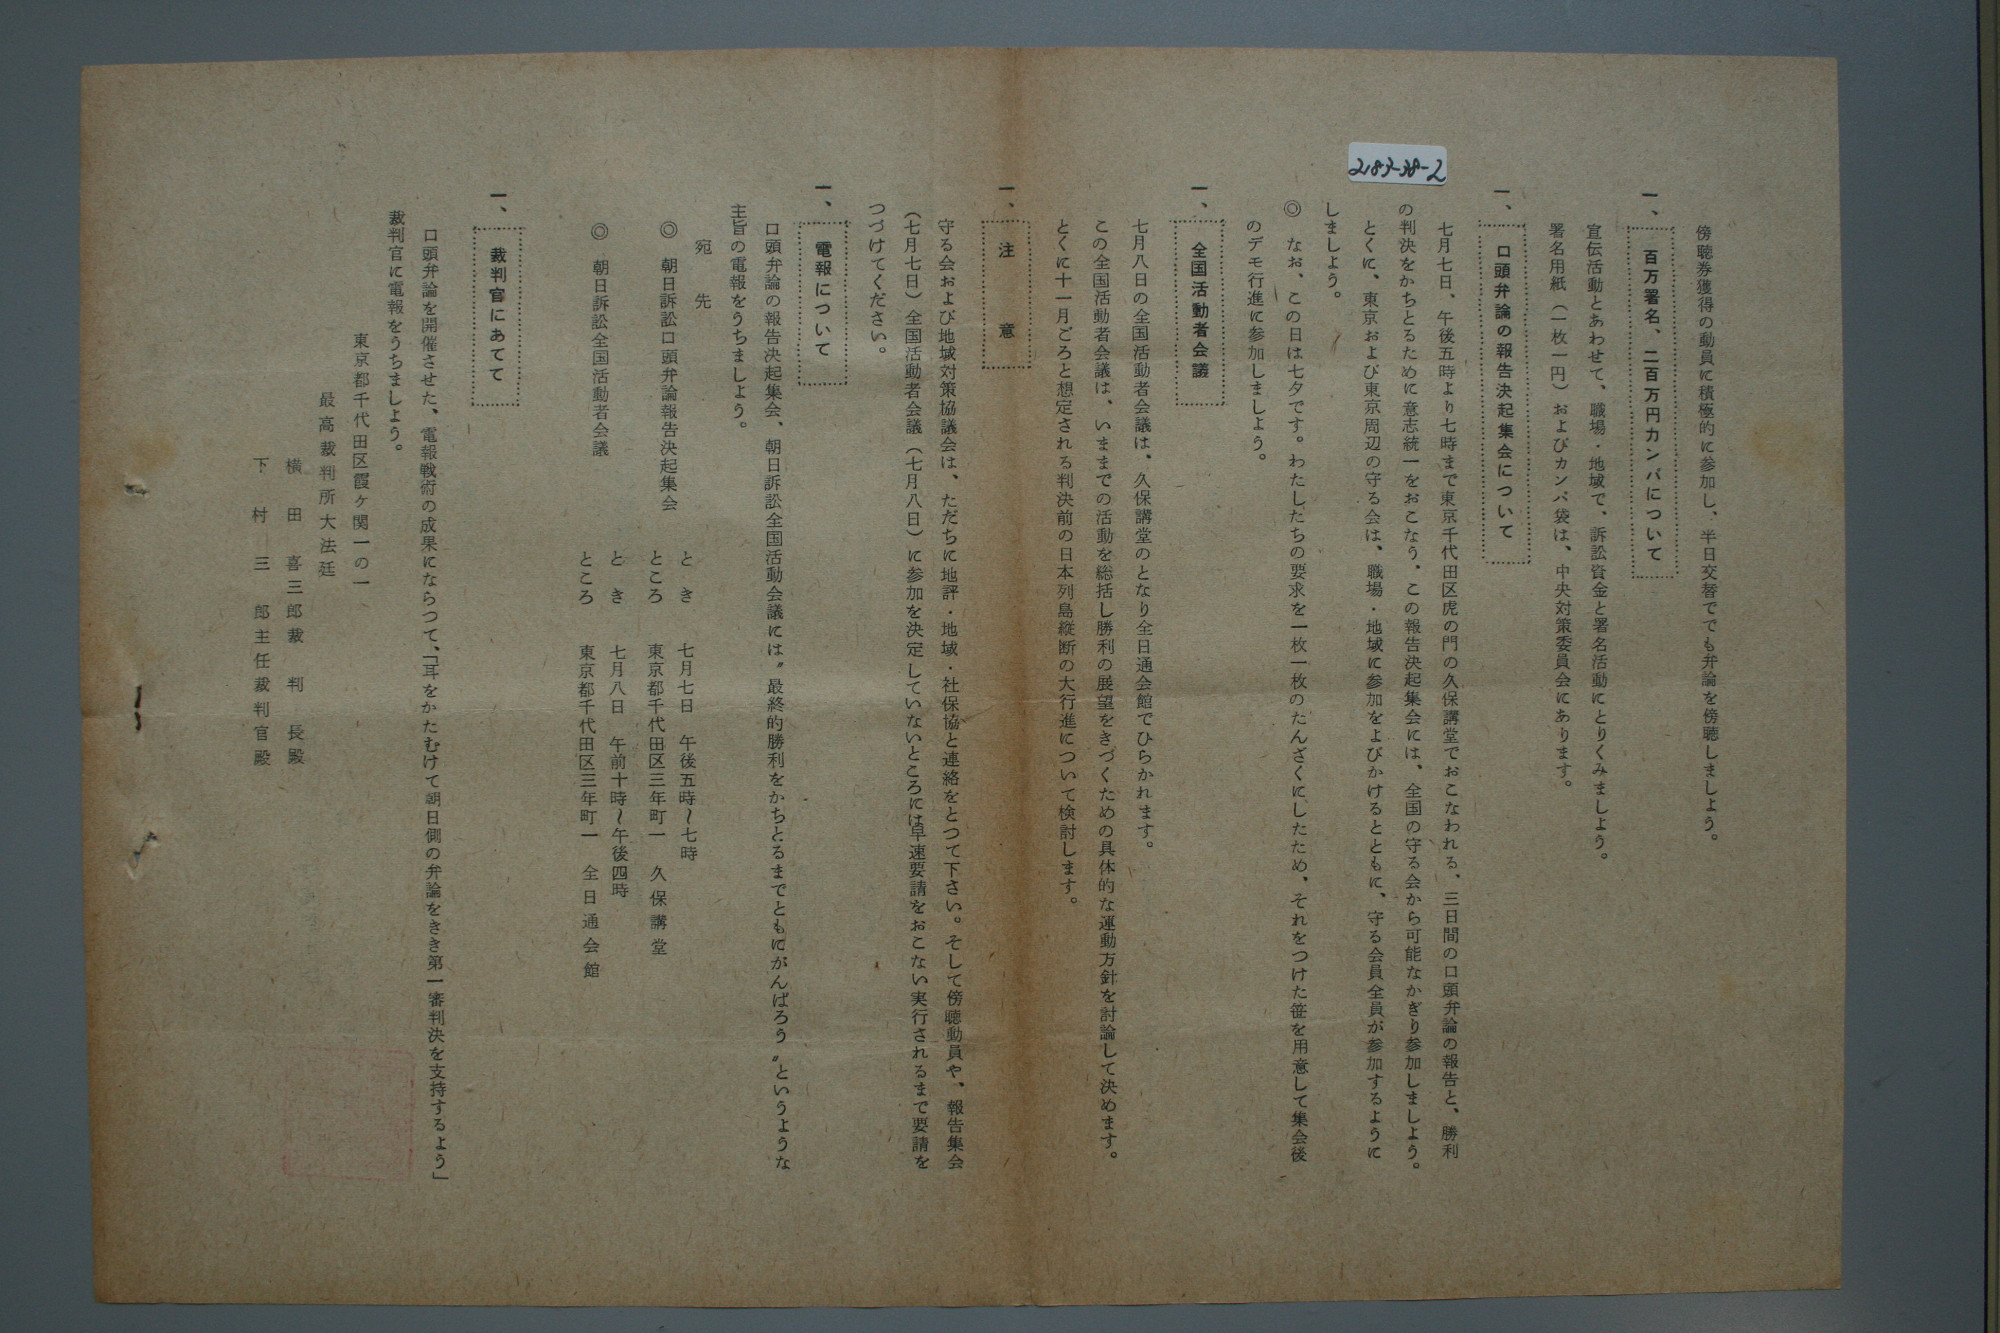 283-38-2
傍聴券獲得の動員に積極的に参加し、半日交替ででも弁論を傍聴しましよう。
一、百万署名、二百万円カンパについて
宣伝活動とあわせて、職場・地域で、訴訟資金と署名活動にとりくみましよう。
署名用紙（一枚一円）およびカンパ袋は、中央対策委員会にあります。
一、口頭弁論の報告決起集会について
七月七日、午後五時より七時まで東京千代田区虎の門の久保講堂でおこなわれる、三日間の口頭弁論の報告と、勝利
の判決をかちとるために意志統一をおこなう、この報告決起集会には、全国の守る会から可能なかぎり参加しましよう。
とくに、東京および東京周辺の守る会は、職場・地域に参加をよびかけるとともに、守る会員全員が参加するように
しましよう。
◎　なお、この日は七夕です。わたしたちの要求を一枚一枚のたんざくにしたため、それをつけた笹を用意して集会後
のデモ行進に参加しましよう。
一、全国活動者会議
七月八日の全国活動者会議は、久保講堂のとなり全日通会館でひらかれます。
この全国活動者会議は、いままでの活動を総括し勝利の展望をきづくための具体的な運動方針を討論して決めます。
とくに十一月ごろと想定される判決前の日本列島縦断の大行進について検討します。
一、注　意
守る会および地域対策協議会は、ただちに地評・地域・社保協と連絡をとつて下さい。そして傍聴動員や、報告集会
（七月七日）全国活動者会議（七月八日）に参加を決定していないところには早速要請をおこない実行されるまで要請を
つづけてください。
一、電報について
口頭弁論の報告決起集会、朝日訴訟全国活動会議には〝最終的勝利をかちとるまでともにがんばろう〟というような
主旨の電報をうちましよう。
宛　先
◎　朝日訴訟口頭弁論報告決起集会　とき　七月七日　午後五時〜七時
ところ　東京都千代田区三年町一　久保講堂
◎　朝日訴訟全国活動者会議　とき　七月八日　午前十時〜午後四時
ところ　東京都千代田区三年町一　全日通会館
一、裁判官にあてて
口頭弁論を開催させた、電報戦術の成果にならつて、「耳をかたむけて朝日側の弁論をきき第一審判決を支持するよう」
裁判官に電報をうちましよう。
東京都千代田区霞ヶ関一の一
最高裁判所大法廷
横田喜三郎裁判長殿
下村三郎主任裁判官殿